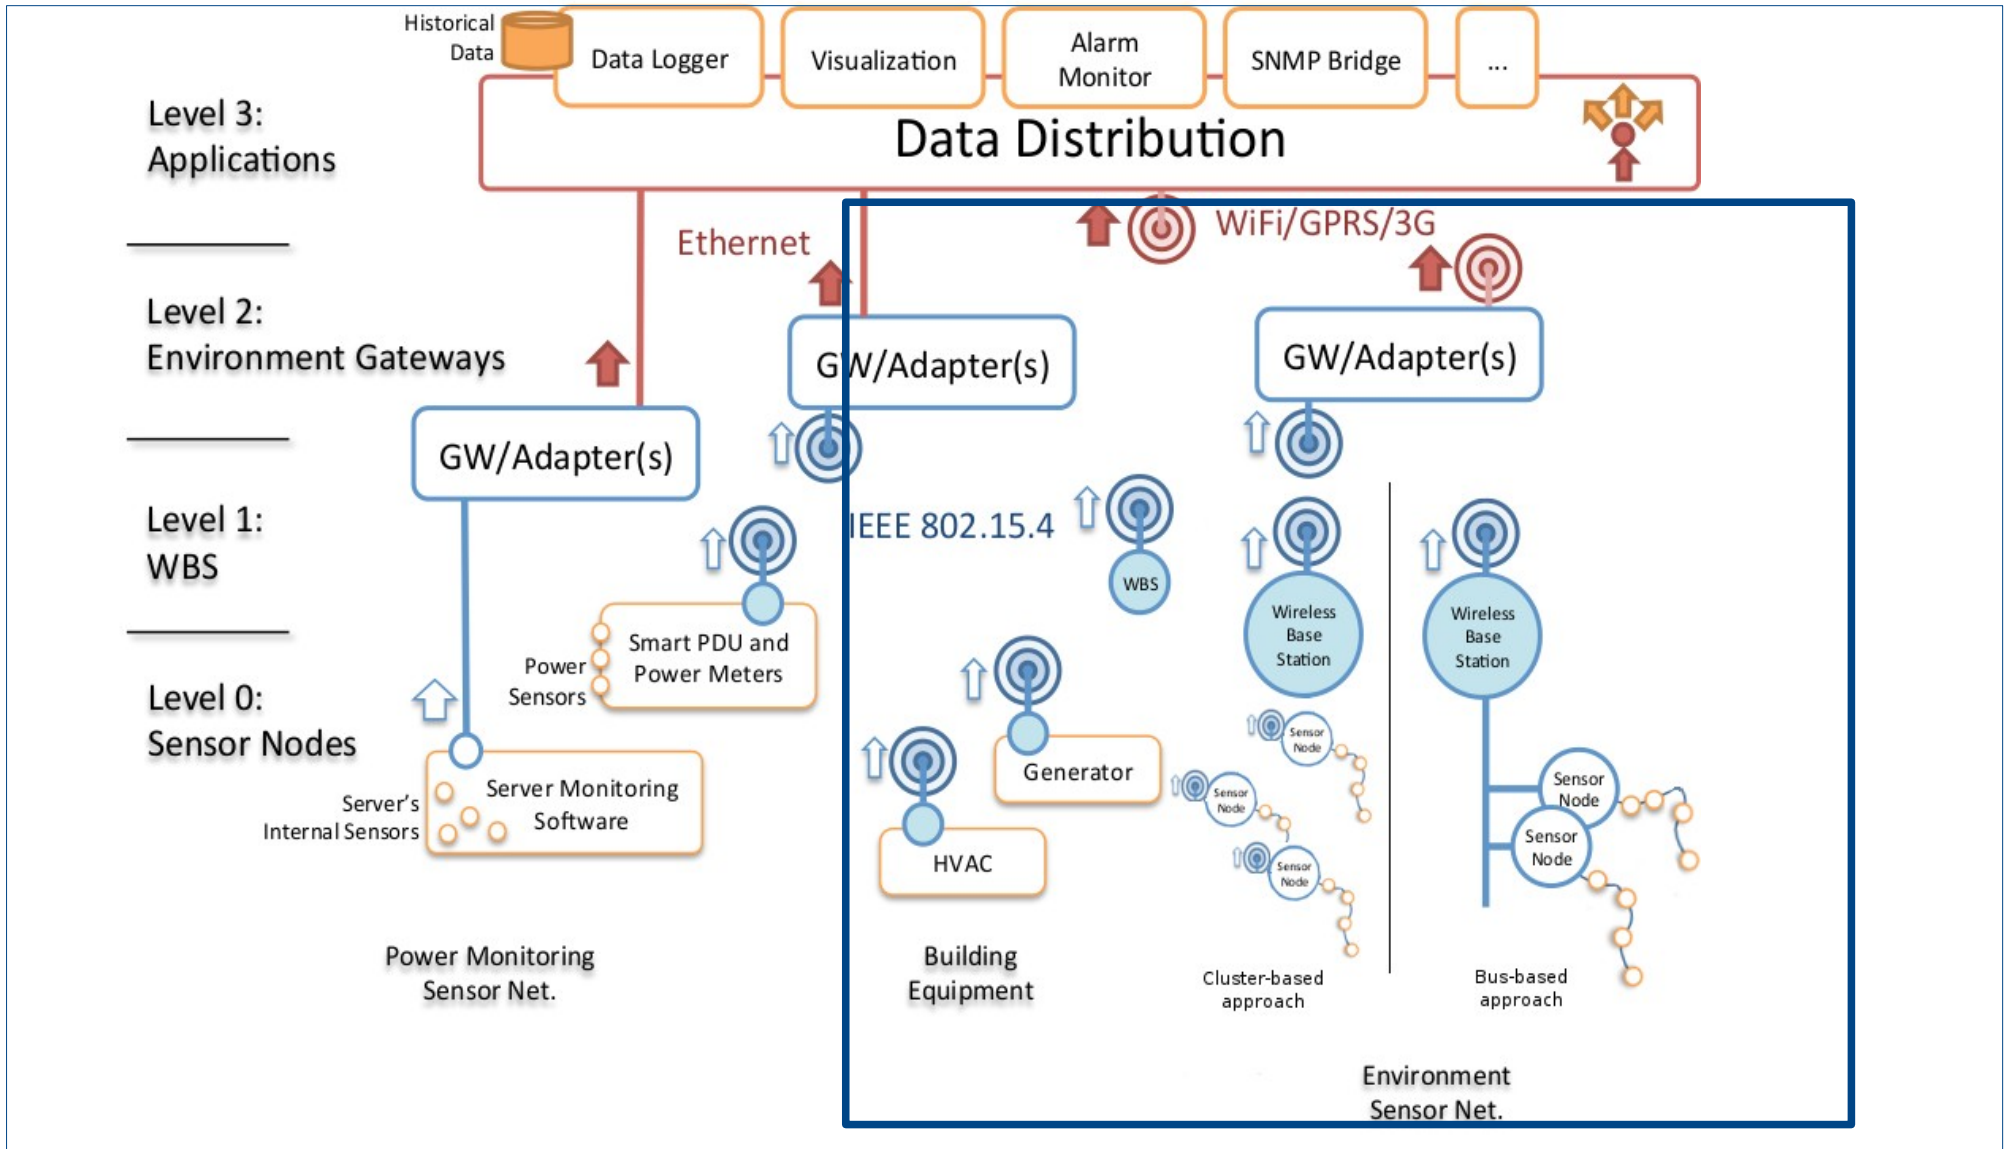 Historical
Data
Data Logger
Visualization
Alarm
Monitor
SNMP Bridge
...
Data Distribution
Level 3:
Applications
Ethernet
WiFi/GPRS/3G
Level 2:
Environment Gateways
GW/Adapter(s)
GW/Adapter(s)
GW/Adapter(s)
Level 1:
WBS
IEEE 802.15.4
WBS
Wireless
Base
Station
Wireless
Base
Station
Level 0:
Sensor Nodes
Power
Sensors
Smart PDU and
Power Meters
Server's
Internal Sensors
Server Monitoring
Software
Generator
HVAC
Sensor
Node
Sensor
Node
Sensor
Node
Sensor
Node
Sensor
Node
Power Monitoring
Sensor Net.
Building
Equipment
Cluster-based
approach
Bus-based
approach
Environment
Sensor Net.